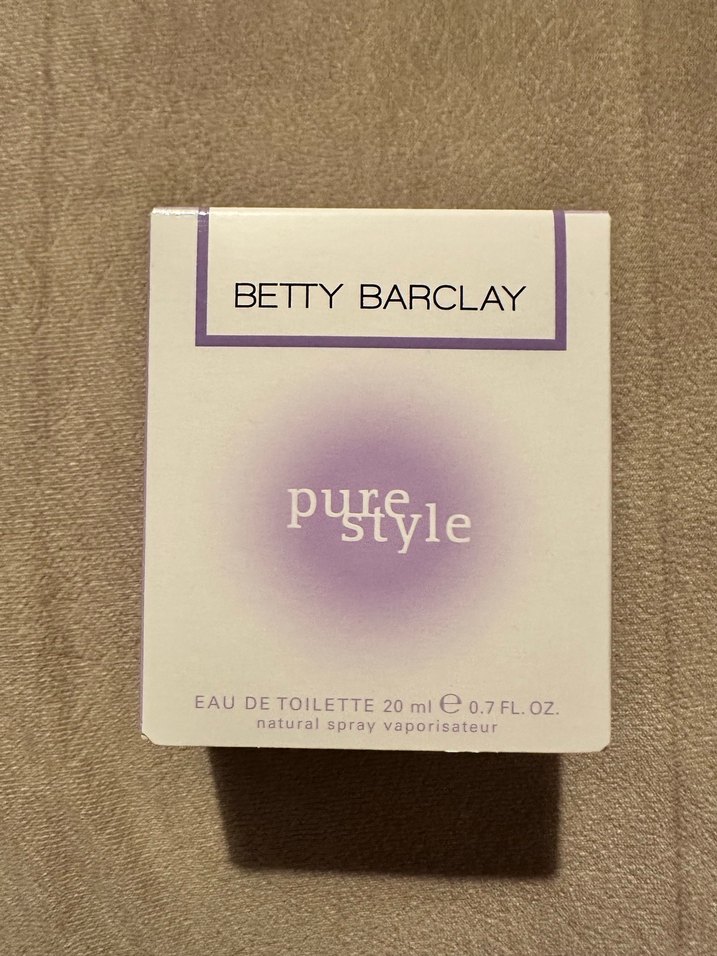 BETTY BARCLAY
pure
style
EAU DE TOILETTE 20 ml ℮ 0.7 FL. OZ.
natural spray vaporisateur